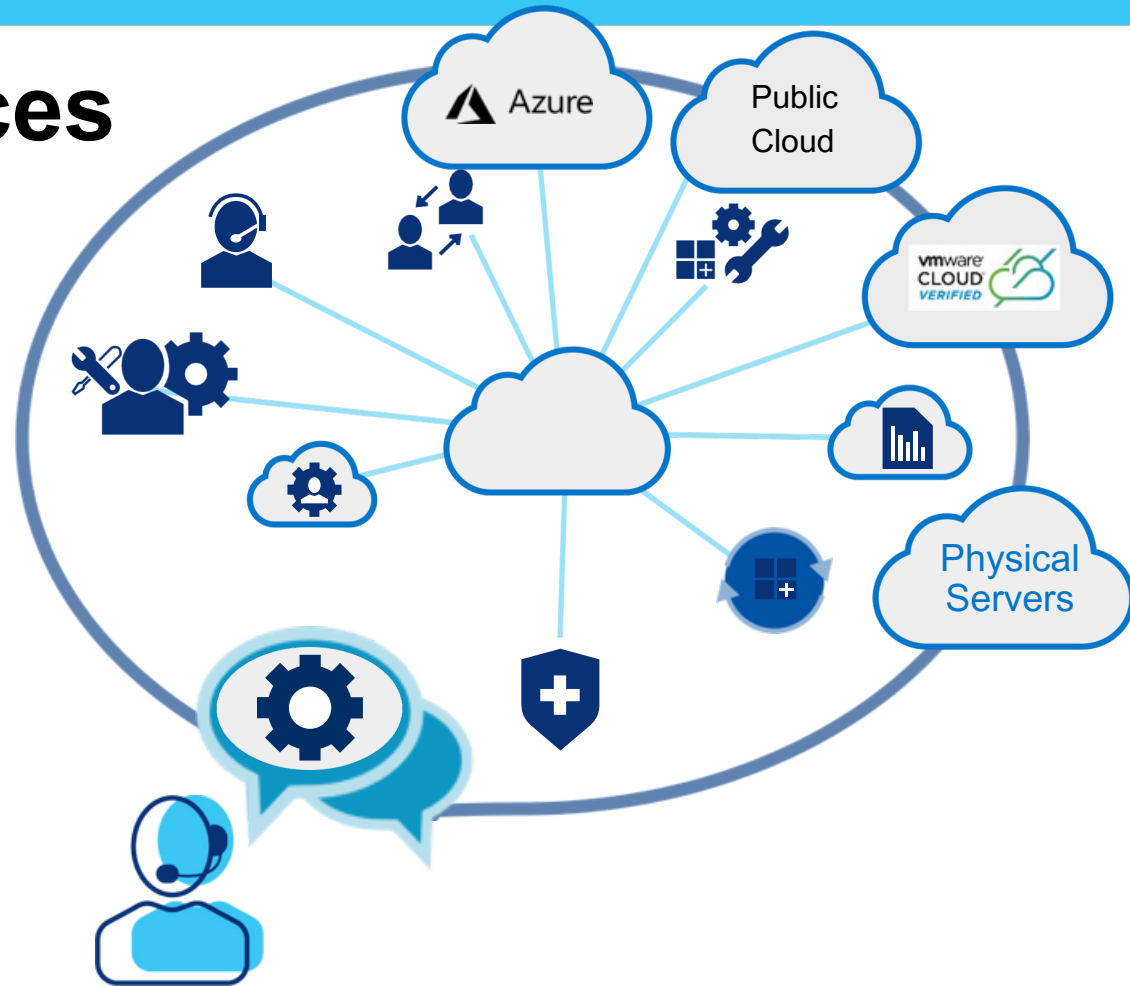 ces
Azure
Public
Cloud
vmware
CLOUD
VERIFIED
Physical
Servers